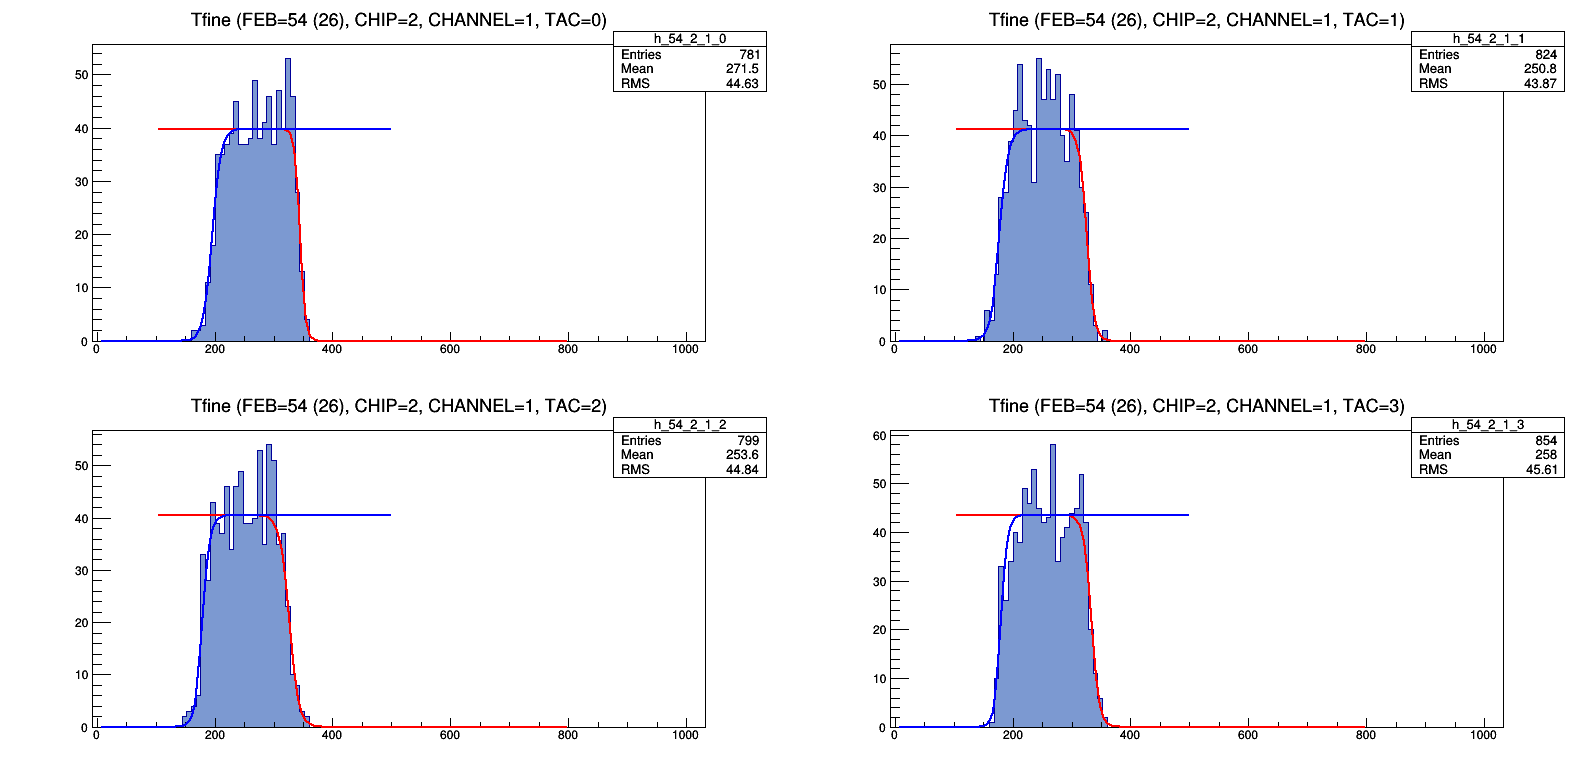 Tfine (FEB=54 (26), CHIP=2, CHANNEL=1, TAC=0)
h_54_2_1_0
Entries 781
Mean 271.5
RMS 44.63
50
40
30
20
10
0
0 200 400 600 800 1000
Tfine (FEB=54 (26), CHIP=2, CHANNEL=1, TAC=1)
h_54_2_1_1
Entries 824
Mean 250.8
RMS 43.87
50
40
30
20
10
0
0 200 400 600 800 1000
Tfine (FEB=54 (26), CHIP=2, CHANNEL=1, TAC=2)
h_54_2_1_2
Entries 799
Mean 253.6
RMS 44.84
50
40
30
20
10
0
0 200 400 600 800 1000
Tfine (FEB=54 (26), CHIP=2, CHANNEL=1, TAC=3)
h_54_2_1_3
Entries 854
Mean 258
RMS 45.61
60
50
40
30
20
10
0
0 200 400 600 800 1000